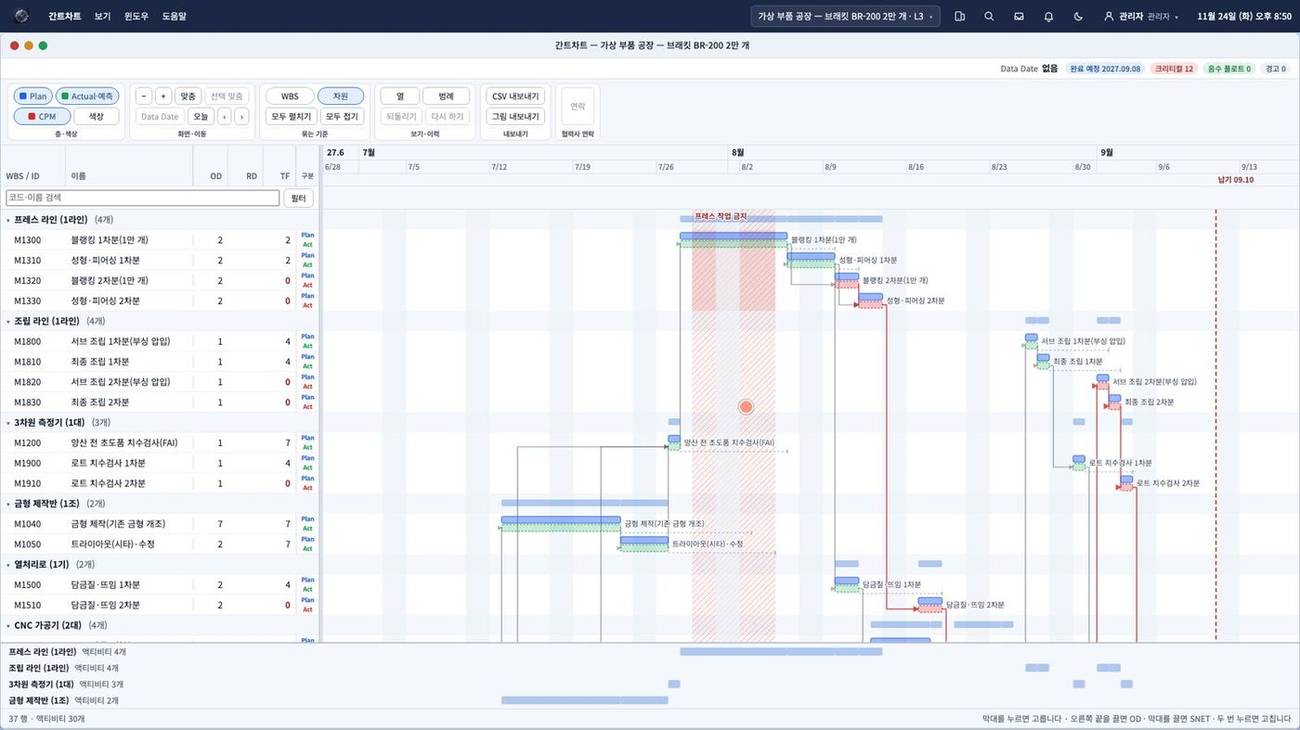 간트차트 보기 윈도우 도움말 가상 부품 공장 — 브래킷 BR-200 2만 개 · L3 관리자 관리자 11월 24일 (화) 오후 8:50
간트차트 — 가상 부품 공장 — 브래킷 BR-200 2만 개
Data Date 없음 완료 예정 2027.09.08 크리티컬 12 음수 플로트 0 경고 0
Plan Actual·예측 − + 맞춤 선택 맞춤 WBS 자원 열 범례 CSV 내보내기 연락
CPM 색상 Data Date 오늘 ‹ › 모두 펼치기 모두 접기 되돌리기 다시 하기 그림 내보내기
층·색상 화면·이동 묶는 기준 보기·이력 내보내기 협력사 연락
27.6 7월 8월 9월
WBS / ID 이름 OD RD TF 구분 6/28 7/5 7/12 7/19 7/26 8/2 8/9 8/16 8/23 8/30 9/6 9/13
납기 09.10
코드·이름 검색 필터
프레스 라인 (1라인) (4개) 프레스 작업 금지
M1300 블랭킹 1차분(1만 개) 2 2 Plan Act 블랭킹 1차분(1만 개)
M1310 성형·피어싱 1차분 2 2 Plan Act 성형·피어싱 1차분
M1320 블랭킹 2차분(1만 개) 2 0 Plan Act 블랭킹 2차분(1만 개)
M1330 성형·피어싱 2차분 2 0 Plan Act 성형·피어싱 2차분
조립 라인 (1라인) (4개)
M1800 서브 조립 1차분(부싱 압입) 1 4 Plan Act 서브 조립 1차분(부싱 압입)
M1810 최종 조립 1차분 1 4 Plan Act 최종 조립 1차분
M1820 서브 조립 2차분(부싱 압입) 1 0 Plan Act 서브 조립 2차분(부싱 압입)
M1830 최종 조립 2차분 1 0 Plan Act 최종 조립 2차분
3차원 측정기 (1대) (3개)
M1200 양산 전 초도품 치수검사(FAI) 1 7 Plan Act 양산 전 초도품 치수검사(FAI)
M1900 로트 치수검사 1차분 1 4 Plan Act 로트 치수검사 1차분
M1910 로트 치수검사 2차분 1 0 Plan Act 로트 치수검사 2차분
금형 제작반 (1조) (2개)
M1040 금형 제작(기존 금형 개조) 7 7 Plan Act 금형 제작(기존 금형 개조)
M1050 트라이아웃(시타)·수정 2 7 Plan Act 트라이아웃(시타)·수정
열처리로 (1기) (2개)
M1500 담금질·뜨임 1차분 2 4 Plan Act 담금질·뜨임 1차분
M1510 담금질·뜨임 2차분 2 0 Plan Act 담금질·뜨임 2차분
CNC 가공기 (2대) (4개)
Plan
프레스 라인 (1라인) 액티비티 4개
조립 라인 (1라인) 액티비티 4개
3차원 측정기 (1대) 액티비티 3개
금형 제작반 (1조) 액티비티 2개
37 행 · 액티비티 30개 막대를 누르면 고릅니다 · 오른쪽 끝을 끌면 OD · 막대를 끌면 SNET · 두 번 누르면 고칩니다